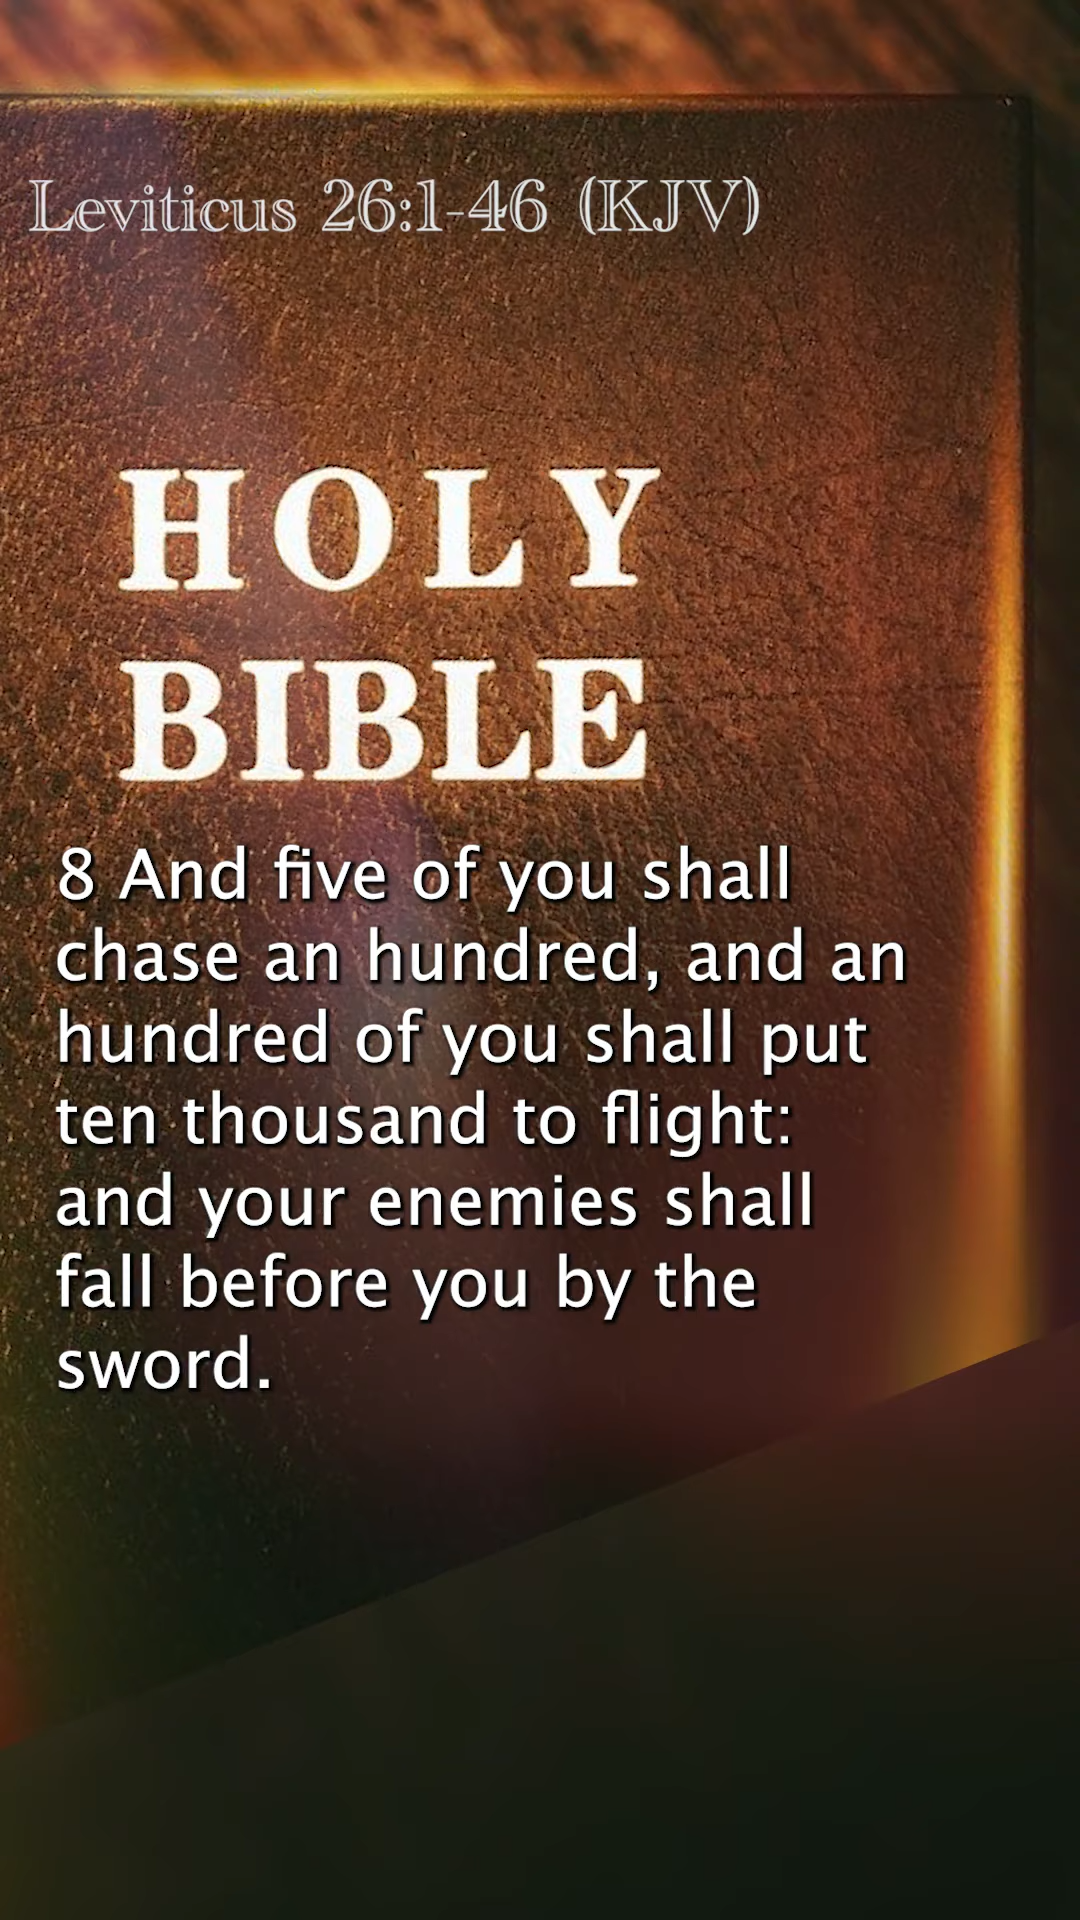 Leviticus 26:1-46 (KJV)
HOLY
BIBLE
8 And five of you shall
chase an hundred, and an
hundred of you shall put
ten thousand to flight:
and your enemies shall
fall before you by the
sword.